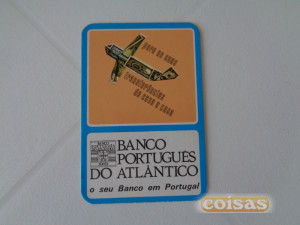 para as suas
transferências
de casa a casa
BANCO
PORTUGUÊS
DO ATLÂNTICO
o seu Banco em Portugal
coisas